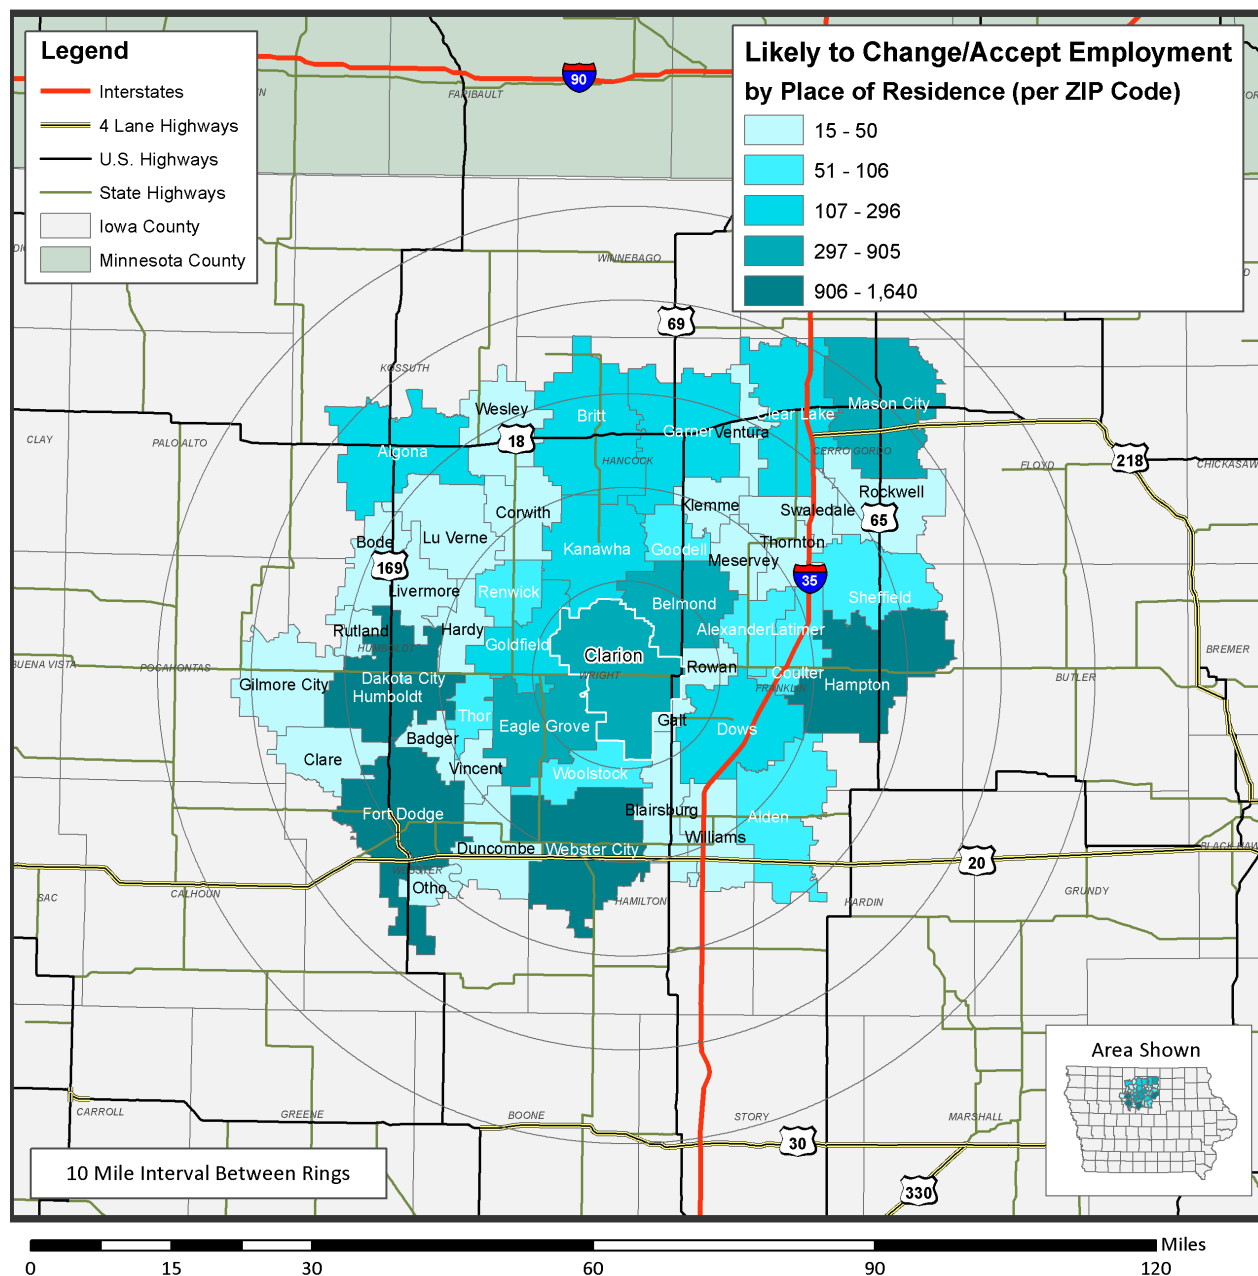 Legend
Interstates
4 Lane Highways
U.S. Highways
State Highways
Iowa County
Minnesota County
Likely to Change/Accept Employment
by Place of Residence (per ZIP Code)
15 - 50
51 - 106
107 - 296
297 - 905
906 - 1,640
90
FARIBAULT
WINNEBAGO
69
KOSSUTH
Wesley
Britt
Clear Lake
Mason City
CLAY
PALO ALTO
18
Garner
Ventura
Algona
HANCOCK
CERRO GORDO
FLOYD
218
CHICKASAW
Rockwell
Klemme
Corwith
Swaledale
65
Bode
Lu Verne
Kanawha
Goodell
Thornton
Meservey
169
35
Livermore
Renwick
Belmond
Sheffield
Rutland
Hardy
Alexander
Latimer
HUMBOLDT
Goldfield
Clarion
BREMER
BUENA VISTA
POCAHONTAS
Rowan
WRIGHT
Coulter
Dakota City
Gilmore City
FRANKLIN
Hampton
BUTLER
Humboldt
Thor
Eagle Grove
Galt
Dows
Badger
Clare
Vincent
Woolstock
Fort Dodge
Blairsburg
Alden
Williams
Duncombe
Webster City
BLACK HAW
20
WEBSTER
Otho
SAC
CALHOUN
HAMILTON
HARDIN
GRUNDY
Area Shown
CARROLL
GREENE
BOONE
STORY
MARSHALL
30
10 Mile Interval Between Rings
330
Miles
0
15
30
60
90
120